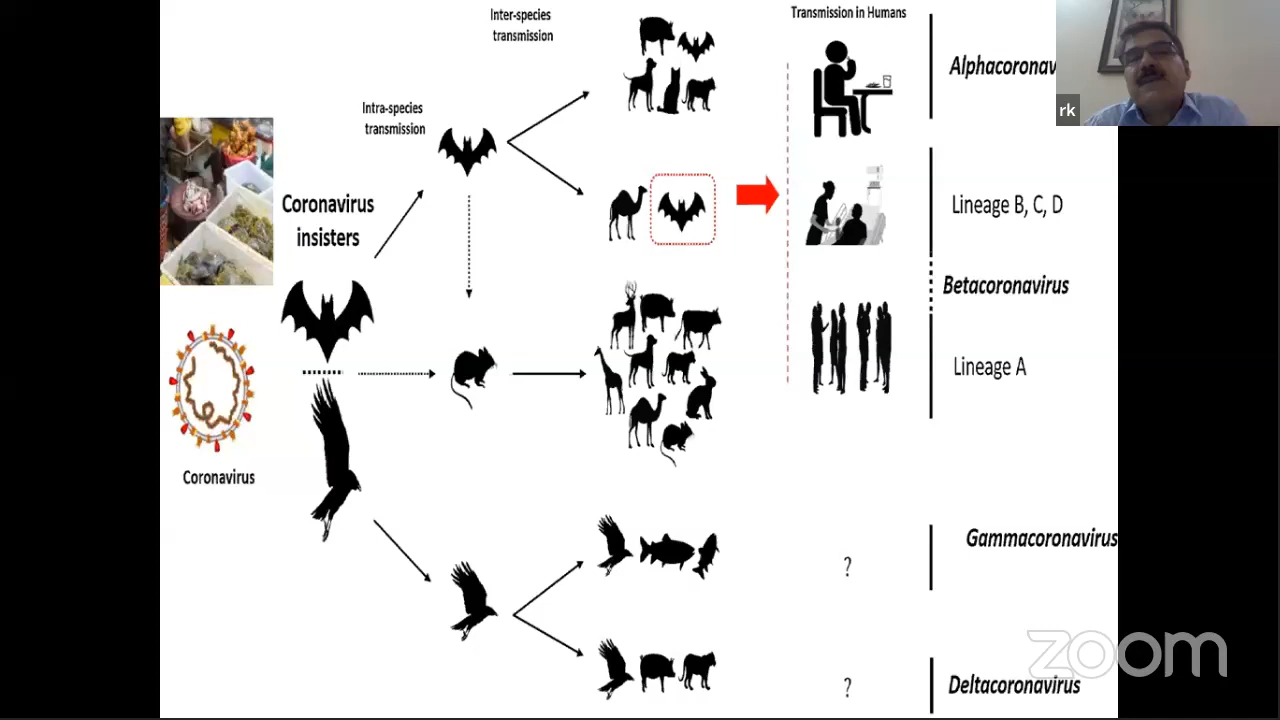 Inter-species
transmission
Transmission in Humans
Alphacoronav
rk
Intra-species
transmission
Coronavirus
insisters
Lineage B, C, D
Betacoronavirus
Lineage A
Coronavirus
Gammacoronavirus
?
Deltacoronavirus
?
zoom